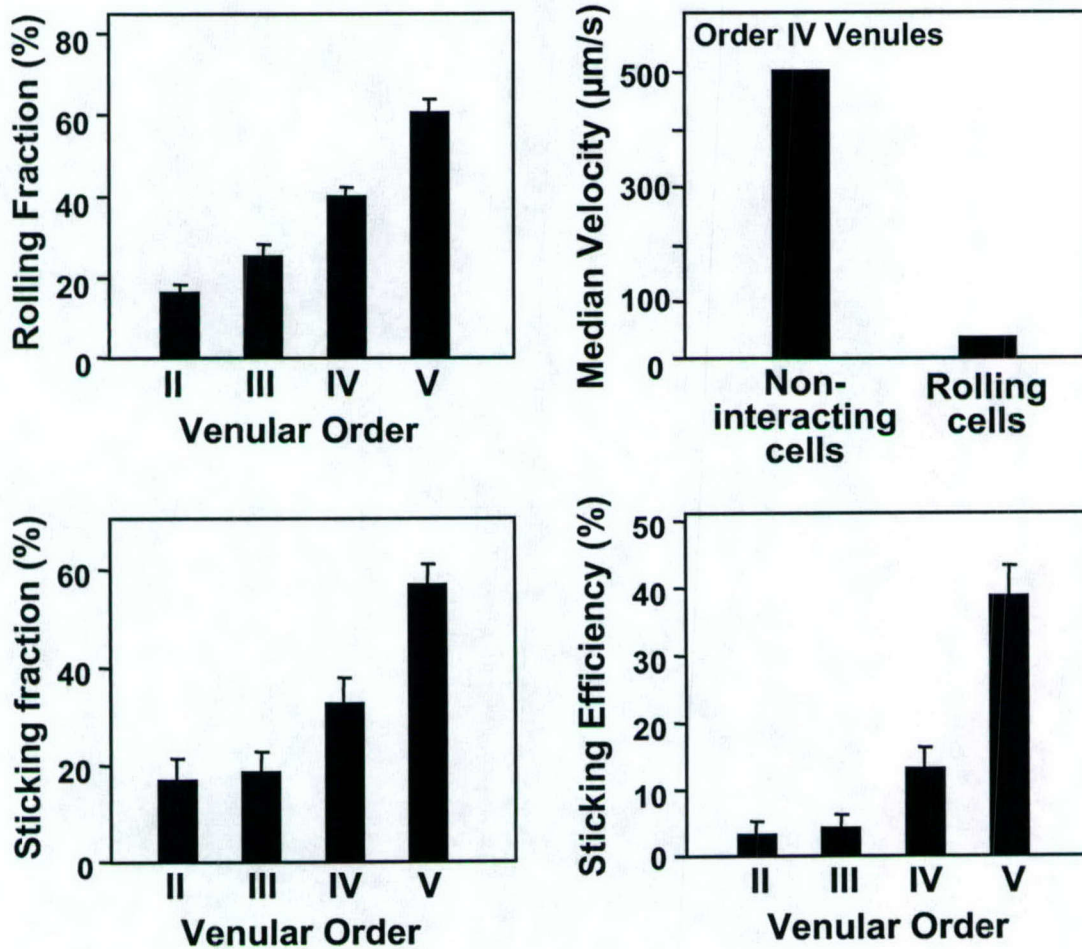 Rolling Fraction (%)
80
60
40
20
0
II III IV V
Venular Order
Median Velocity (µm/s)
Order IV Venules
500
300
100
0
Non-
interacting
cells
Rolling
cells
Sticking fraction (%)
60
40
20
0
II III IV V
Venular Order
Sticking Efficiency (%)
50
40
30
20
10
0
II III IV V
Venular Order